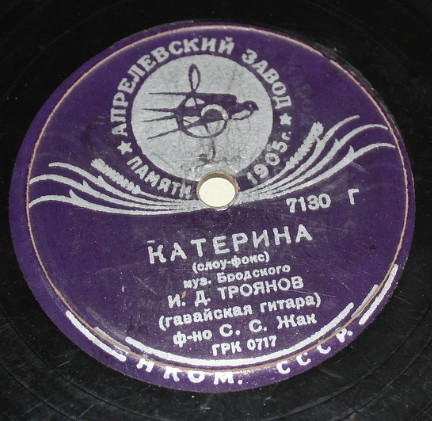 ★ АПРЕЛЕВСКИЙ ЗАВОД ★
ПАМЯТИ 1905 г.
7130 Г
КАТЕРИНА
(слоу-фокс)
муз. Бродского
И. Д. ТРОЯНОВ
(гавайская гитара)
ф-но С. С. Жак
ГРК 0717
НКОМ. СССР